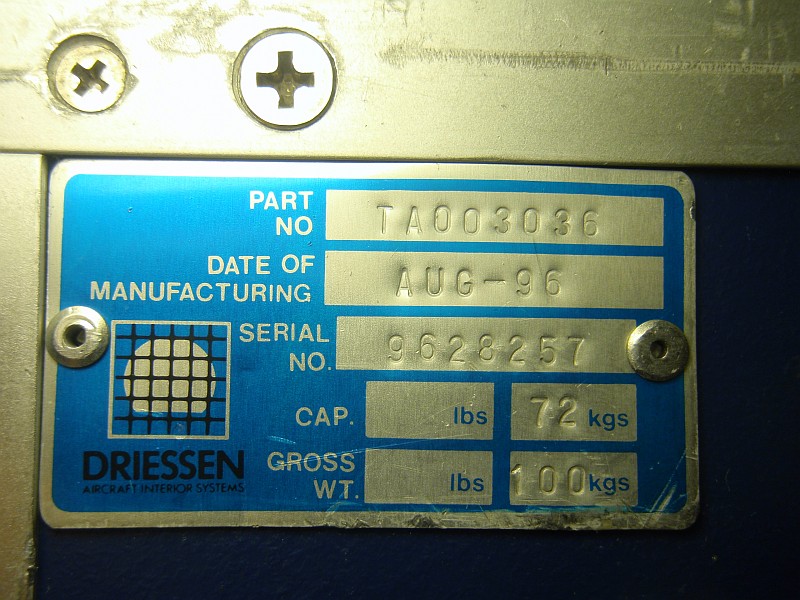 PART
NO TA003036
DATE OF
MANUFACTURING AUG-96
SERIAL
NO. 9628257
CAP. lbs 72 kgs
GROSS
WT. lbs 100 kgs
DRIESSEN
AIRCRAFT INTERIOR SYSTEMS